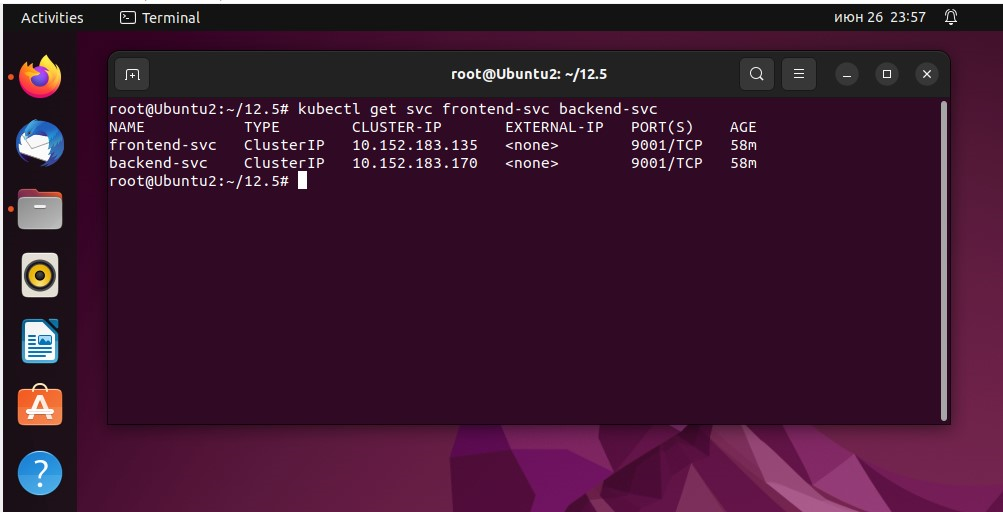 Activities Terminal июн 26 23:57
root@Ubuntu2: ~/12.5
root@Ubuntu2:~/12.5# kubectl get svc frontend-svc backend-svc
NAME TYPE CLUSTER-IP EXTERNAL-IP PORT(S) AGE
frontend-svc ClusterIP 10.152.183.135 <none> 9001/TCP 58m
backend-svc ClusterIP 10.152.183.170 <none> 9001/TCP 58m
root@Ubuntu2:~/12.5#